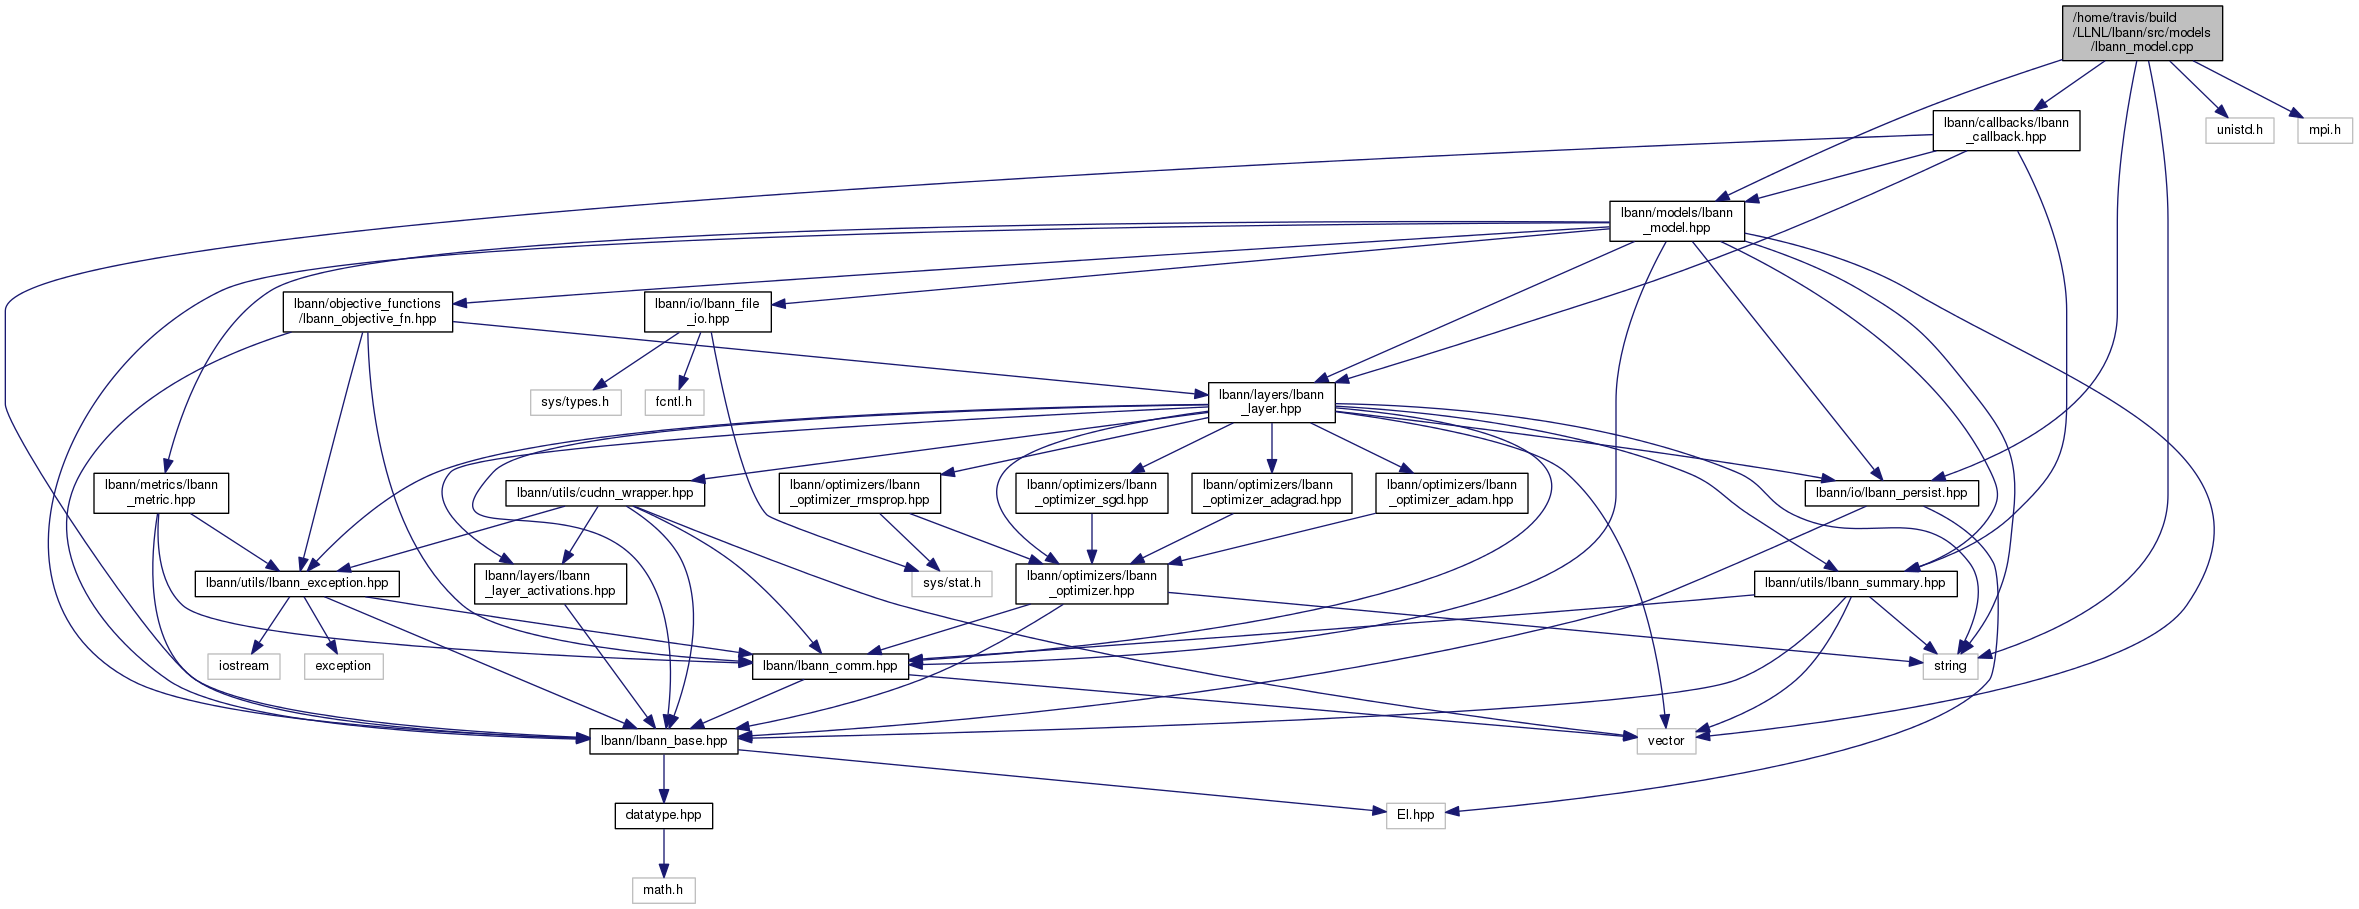 /home/travis/build
/LLNL/lbann/src/models
/lbann_model.cpp
lbann/callbacks/lbann
_callback.hpp
unistd.h
mpi.h
lbann/models/lbann
_model.hpp
lbann/objective_functions
/lbann_objective_fn.hpp
lbann/io/lbann_file
_io.hpp
sys/types.h
fcntl.h
lbann/layers/lbann
_layer.hpp
lbann/metrics/lbann
_metric.hpp
lbann/utils/cudnn_wrapper.hpp
lbann/optimizers/lbann
_optimizer_rmsprop.hpp
lbann/optimizers/lbann
_optimizer_sgd.hpp
lbann/optimizers/lbann
_optimizer_adagrad.hpp
lbann/optimizers/lbann
_optimizer_adam.hpp
lbann/io/lbann_persist.hpp
lbann/utils/lbann_exception.hpp
lbann/layers/lbann
_layer_activations.hpp
sys/stat.h
lbann/optimizers/lbann
_optimizer.hpp
lbann/utils/lbann_summary.hpp
iostream
exception
lbann/lbann_comm.hpp
string
lbann/lbann_base.hpp
vector
datatype.hpp
El.hpp
math.h